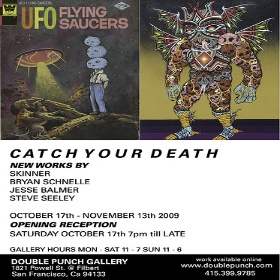 UFO FLYING SAUCERS
UFO FLYING
SAUCERS
CATCH YOUR DEATH
NEW WORKS BY
SKINNER
BRYAN SCHNELLE
JESSE BALMER
STEVE SEELEY
OCTOBER 17th - NOVEMBER 13th 2009
OPENING RECEPTION
SATURDAY OCTOBER 17th 7pm till LATE
GALLERY HOURS MON - SAT 11 - 7 SUN 11 - 6
DOUBLE PUNCH GALLERY
1821 Powell St. @ Filbert
San Francisco, Ca 94133
work available online
www.doublepunch.com
415.399.9785